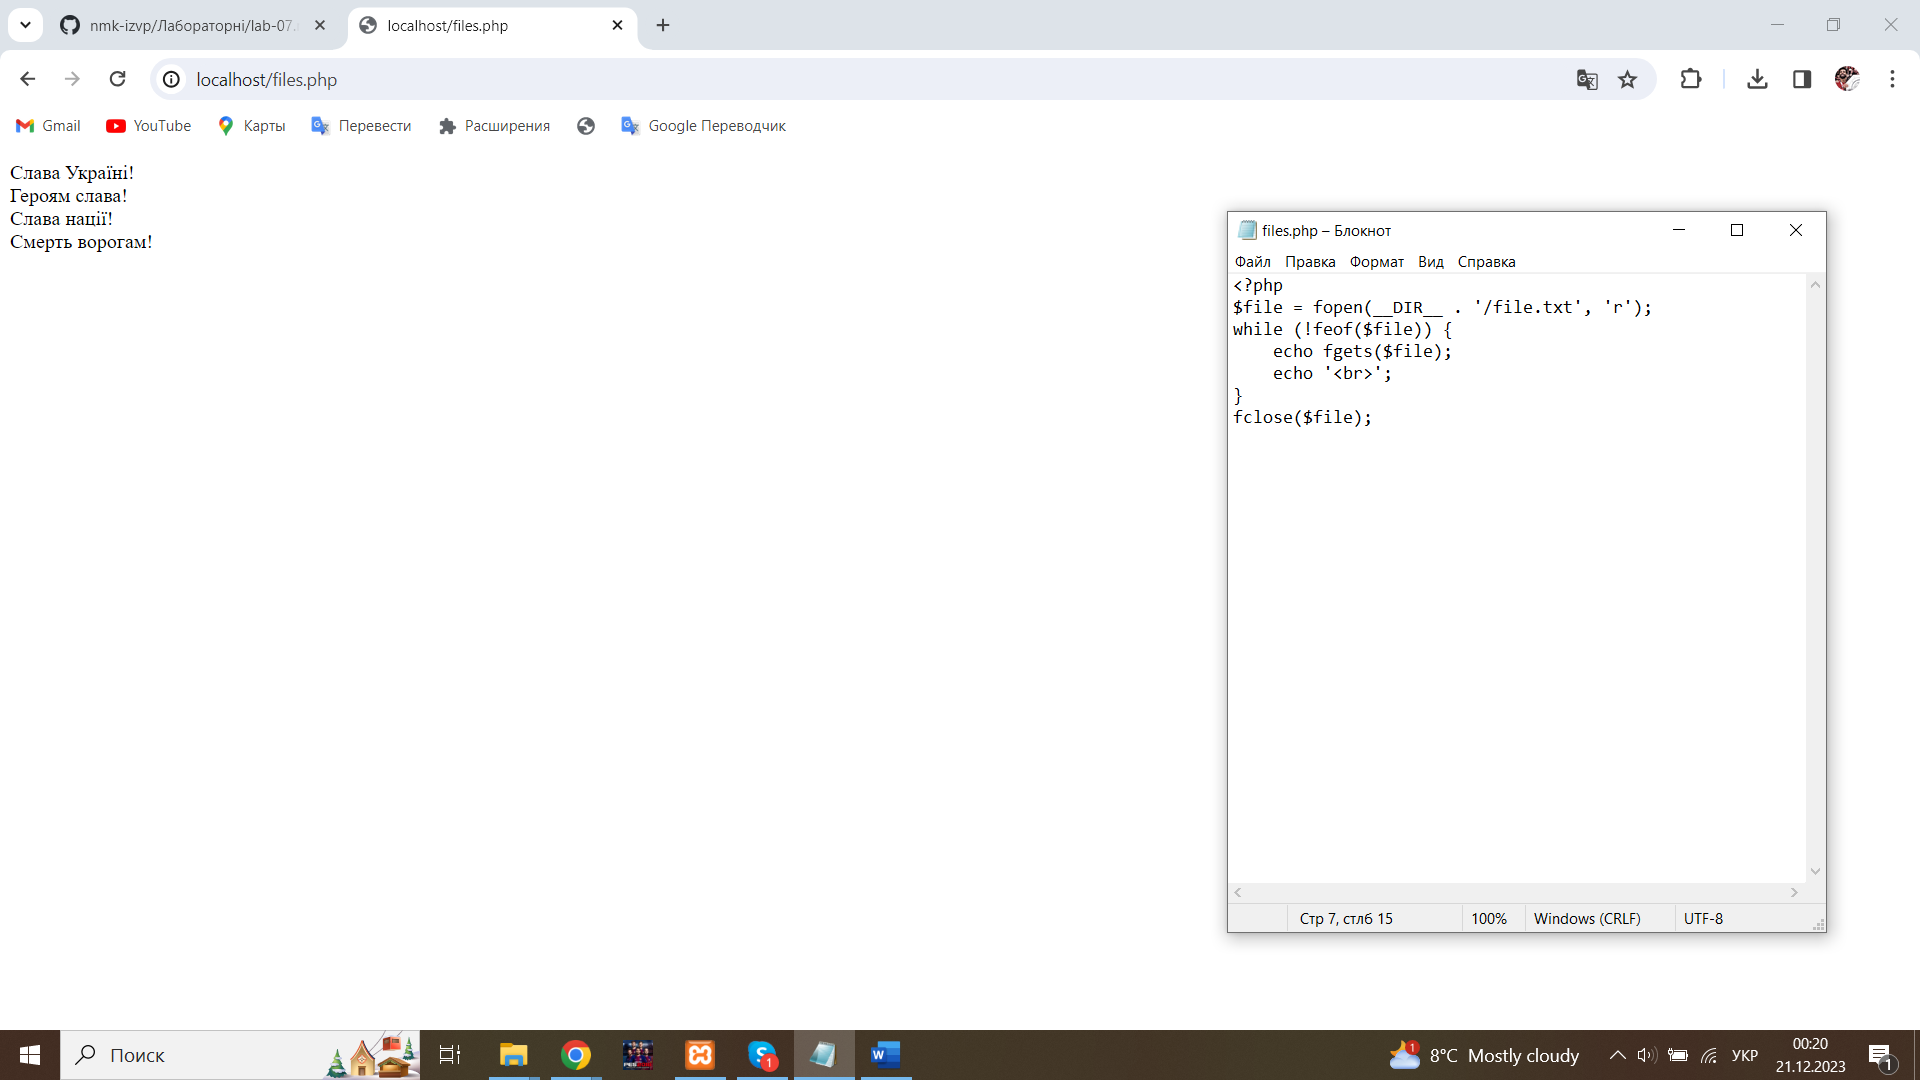 nmk-izvp/Лабораторні/lab-07.
localhost/files.php
localhost/files.php
Gmail YouTube Карты Перевести Расширения Google Переводчик
Слава Україні!
Героям слава!
Слава нації!
Смерть ворогам!
files.php – Блокнот
Файл Правка Формат Вид Справка
<?php
$file = fopen(__DIR__ . '/file.txt', 'r');
while (!feof($file)) {
    echo fgets($file);
    echo '<br>';
}
fclose($file);
Стр 7, стлб 15 100% Windows (CRLF) UTF-8
Поиск
1
1
8°C Mostly cloudy
УКР
00:20
21.12.2023
1